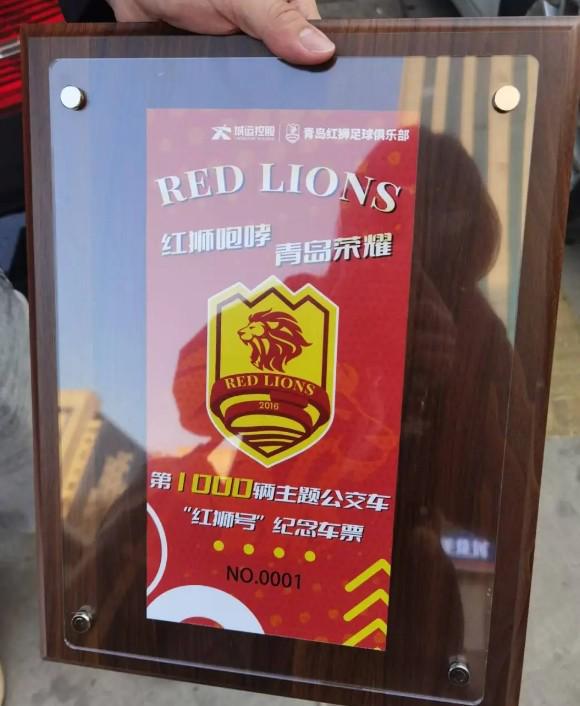 城运控股 青岛红狮足球俱乐部
RED LIONS
红狮咆哮 青岛荣耀
RED LIONS
2016
第1000辆主题公交车
“红狮号”纪念车票
NO.0001